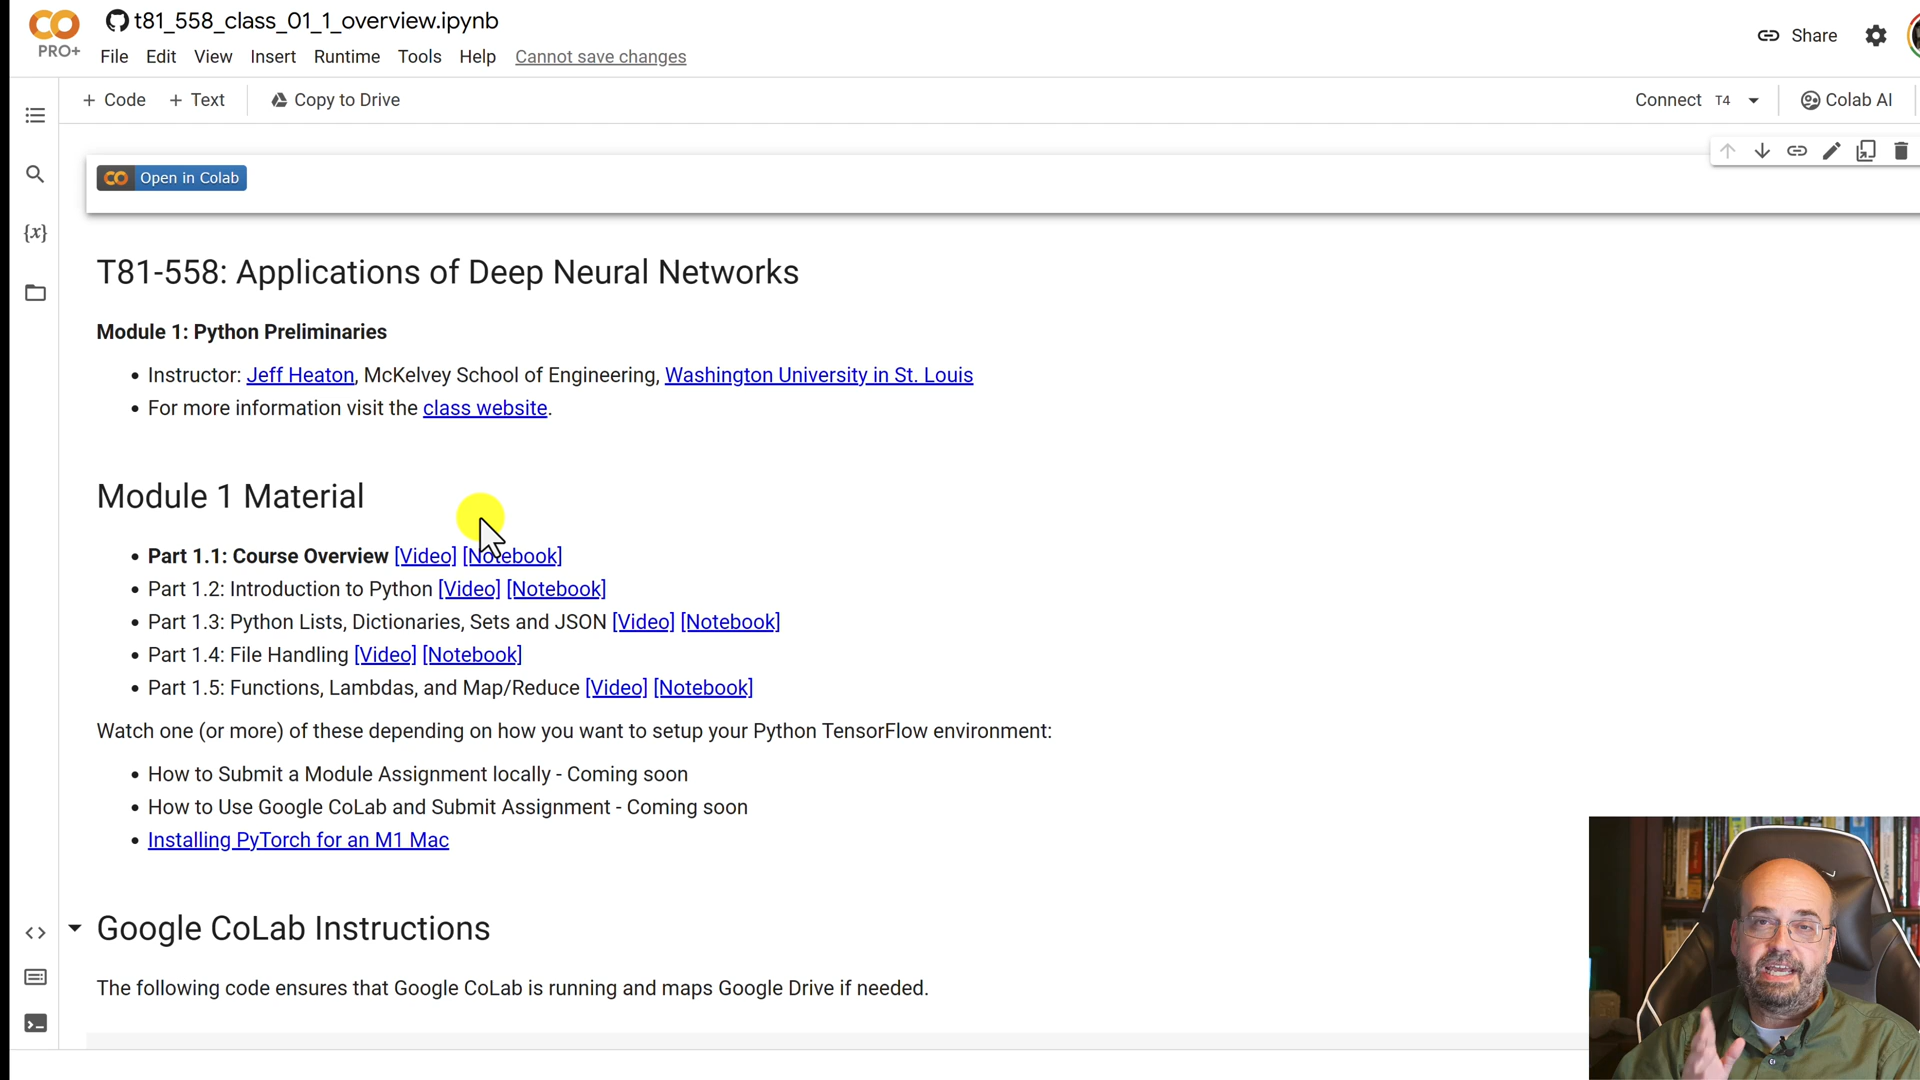 t81_558_class_01_1_overview.ipynb
PRO+
File Edit View Insert Runtime Tools Help Cannot save changes
Share
+ Code + Text Copy to Drive
Connect T4
Colab AI
Open in Colab
{x}
T81-558: Applications of Deep Neural Networks
Module 1: Python Preliminaries
• Instructor: Jeff Heaton, McKelvey School of Engineering, Washington University in St. Louis
• For more information visit the class website.
Module 1 Material
• Part 1.1: Course Overview [Video] [Notebook]
• Part 1.2: Introduction to Python [Video] [Notebook]
• Part 1.3: Python Lists, Dictionaries, Sets and JSON [Video] [Notebook]
• Part 1.4: File Handling [Video] [Notebook]
• Part 1.5: Functions, Lambdas, and Map/Reduce [Video] [Notebook]
Watch one (or more) of these depending on how you want to setup your Python TensorFlow environment:
• How to Submit a Module Assignment locally - Coming soon
• How to Use Google CoLab and Submit Assignment - Coming soon
• Installing PyTorch for an M1 Mac
Google CoLab Instructions
The following code ensures that Google CoLab is running and maps Google Drive if needed.